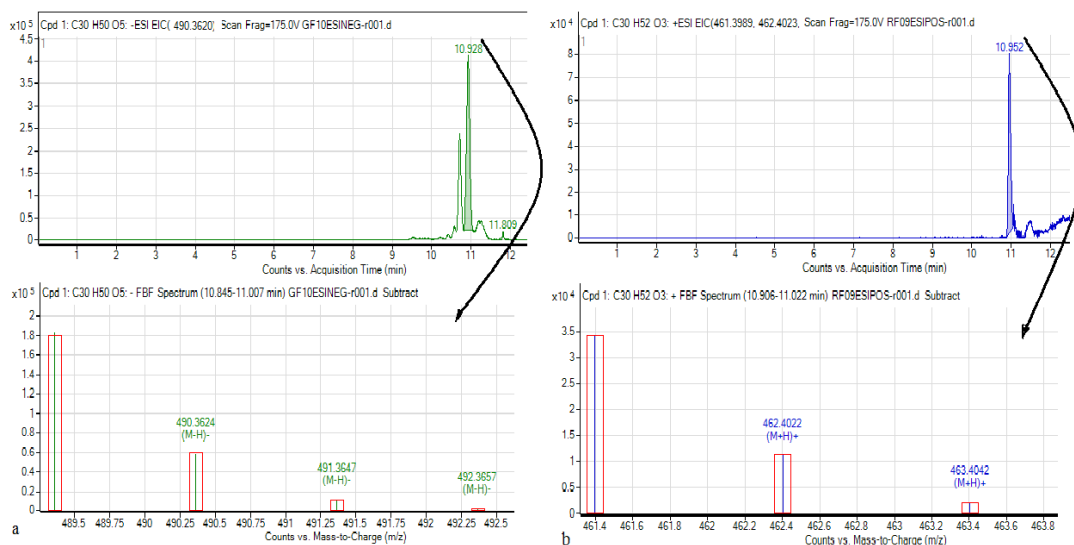 Cpd 1: C30 H50 O5: -ESI EIC( 490.3620, Scan Frag=175.0V GF10ESINEG-r001.d
x10⁵
4.5
4
3.5
3
2.5
2
1.5
1
0.5
0
1
10.928
11.809
1 2 3 4 5 6 7 8 9 10 11 12
Counts vs. Acquisition Time (min)
Cpd 1: C30 H52 O3: +ESI EIC(461.3989, 462.4023, Scan Frag=175.0V RF09ESIPOS-r001.d
x10⁴
8
7
6
5
4
3
2
1
0
1
10.952
1 2 3 4 5 6 7 8 9 10 11 12
Counts vs. Acquisition Time (min)
Cpd 1: C30 H50 O5: - FBF Spectrum (10.845-11.007 min) GF10ESINEG-r001.d Subtract
x10⁵
2
1.8
1.6
1.4
1.2
1
0.8
0.6
0.4
0.2
0
490.3624
(M-H)-
491.3647
(M-H)-
492.3657
(M-H)-
489.5 489.75 490 490.25 490.5 490.75 491 491.25 491.5 491.75 492 492.25 492.5
Counts vs. Mass-to-Charge (m/z)
a
Cpd 1: C30 H52 O3: + FBF Spectrum (10.906-11.022 min) RF09ESIPOS-r001.d Subtract
x10⁴
3.5
3
2.5
2
1.5
1
0.5
0
462.4022
(M+H)+
463.4042
(M+H)+
461.4 461.6 461.8 462 462.2 462.4 462.6 462.8 463 463.2 463.4 463.6 463.8
Counts vs. Mass-to-Charge (m/z)
b